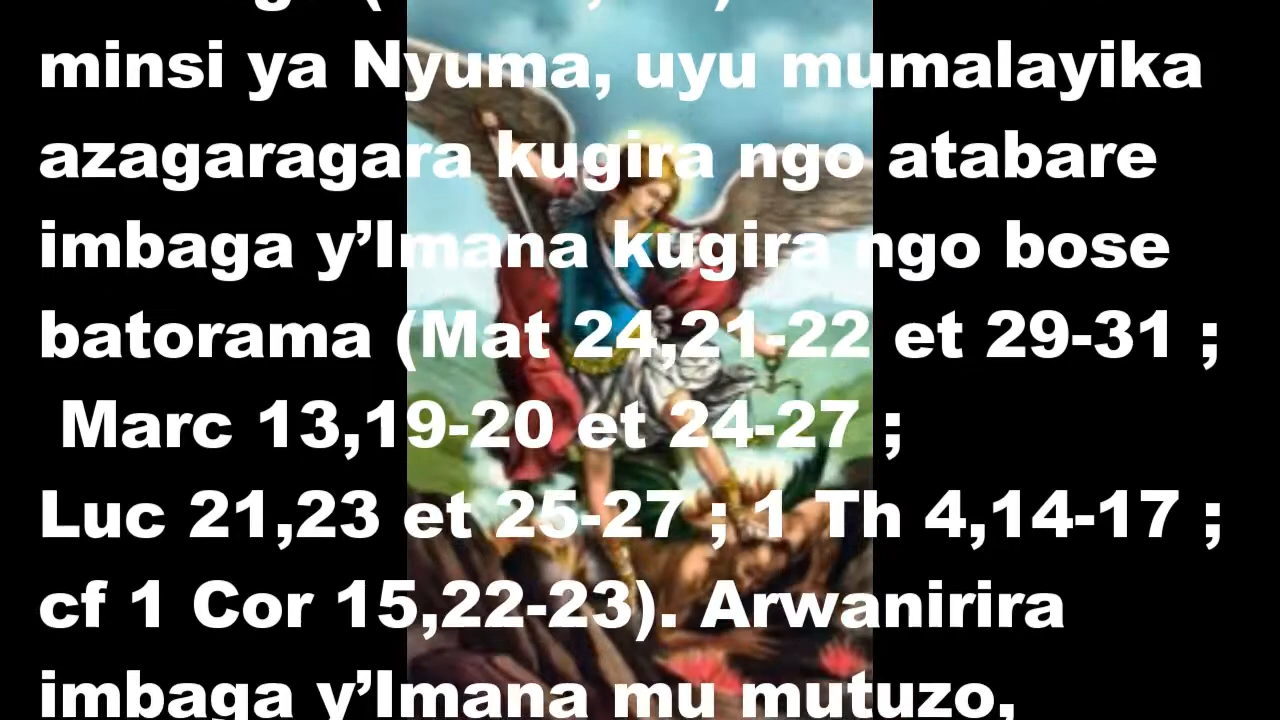 minsi ya Nyuma, uyu mumalayika
azagaragara kugira ngo atabare
imbaga y’Imana kugira ngo bose
batorama (Mat 24,21-22 et 29-31 ;
Marc 13,19-20 et 24-27 ;
Luc 21,23 et 25-27 ; 1 Th 4,14-17 ;
cf 1 Cor 15,22-23). Arwanirira
imbaga y’Imana mu mutuzo,